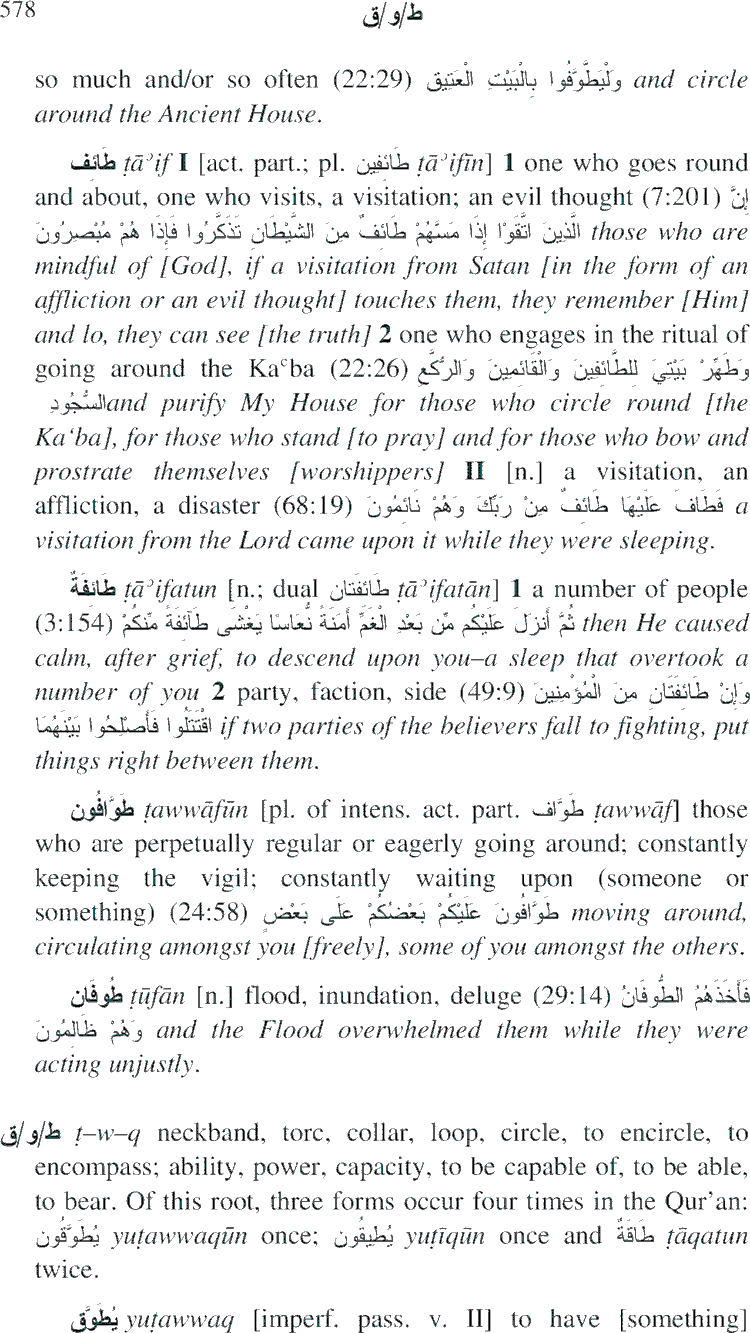 578
ط/و/ق
so much and/or so often (22:29) وَلْيَطَّوَّفُوا بِالْبَيْتِ الْعَتِيقِ and circle
around the Ancient House.
طَائِف ṭāʾif I [act. part.; pl. طَائِفِين ṭāʾifīn] 1 one who goes round
and about, one who visits, a visitation; an evil thought (7:201) إِنَّ
الَّذِينَ اتَّقَوْا إِذَا مَسَّهُمْ طَائِفٌ مِنَ الشَّيْطَانِ تَذَكَّرُوا فَإِذَا هُمْ مُبْصِرُونَ those who are
mindful of [God], if a visitation from Satan [in the form of an
affliction or an evil thought] touches them, they remember [Him]
and lo, they can see [the truth] 2 one who engages in the ritual of
going around the Kaʿba (22:26) وَطَهِّرْ بَيْتِيَ لِلطَّائِفِينَ وَالْقَائِمِينَ وَالرُّكَّعِ
السُّجُودِ and purify My House for those who circle round [the
Ka‘ba], for those who stand [to pray] and for those who bow and
prostrate themselves [worshippers] II [n.] a visitation, an
affliction, a disaster (68:19) فَطَافَ عَلَيْهَا طَائِفٌ مِنْ رَبِّكَ وَهُمْ نَائِمُونَ a
visitation from the Lord came upon it while they were sleeping.
طَائِفَةٌ ṭāʾifatun [n.; dual طَائِفَتَان ṭāʾifatān] 1 a number of people
(3:154) ثُمَّ أَنزَلَ عَلَيْكُم مِّن بَعْدِ الْغَمِّ أَمَنَةً نُّعَاسًا يَغْشَى طَآئِفَةً مِّنكُمْ then He caused
calm, after grief, to descend upon you–a sleep that overtook a
number of you 2 party, faction, side (49:9) وَإِنْ طَائِفَتَانِ مِنَ الْمُؤْمِنِينَ
اقْتَتَلُوا فَأَصْلِحُوا بَيْنَهُمَا if two parties of the believers fall to fighting, put
things right between them.
طَوَّافُون ṭawwāfūn [pl. of intens. act. part. طَوَّاف ṭawwāf] those
who are perpetually regular or eagerly going around; constantly
keeping the vigil; constantly waiting upon (someone or
something) (24:58) طَوَّافُونَ عَلَيْكُمْ بَعْضُكُمْ عَلَى بَعْضٍ moving around,
circulating amongst you [freely], some of you amongst the others.
طُوفَان ṭūfān [n.] flood, inundation, deluge (29:14) فَأَخَذَهُمُ الطُّوفَانُ
وَهُمْ ظَالِمُونَ and the Flood overwhelmed them while they were
acting unjustly.
ط/و/ق ṭ–w–q neckband, torc, collar, loop, circle, to encircle, to
encompass; ability, power, capacity, to be capable of, to be able,
to bear. Of this root, three forms occur four times in the Qur’an:
يُطَوَّقُون yuṭawwaqūn once; يُطِيقُون yuṭīqūn once and طَاقَةٌ ṭāqatun
twice.
يُطَوَّق yuṭawwaq [imperf. pass. v. II] to have [something]